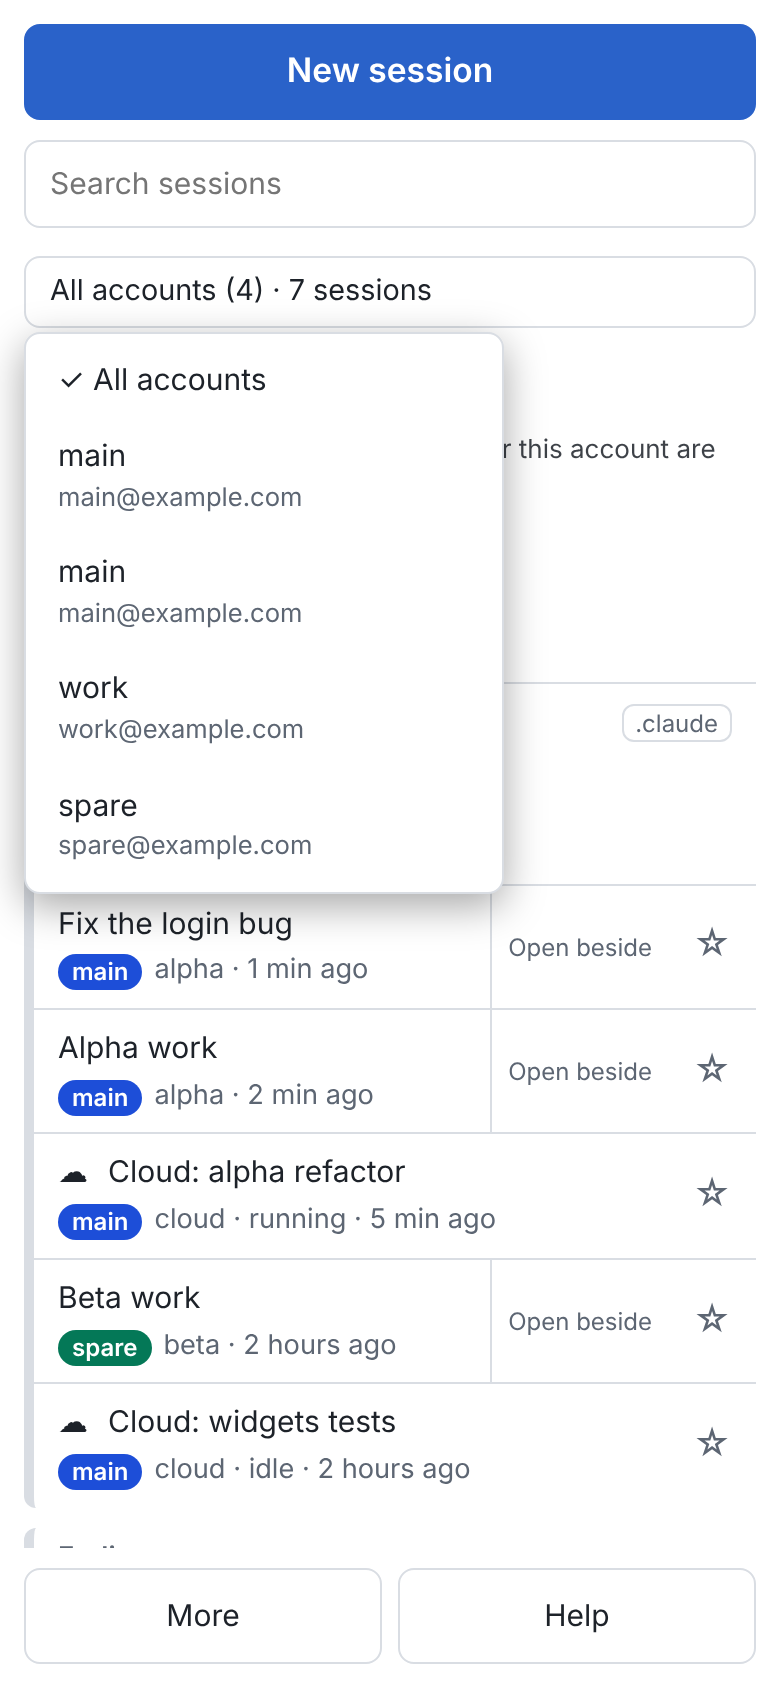 New session
Search sessions
All accounts (4) · 7 sessions
✓ All accounts
main
main@example.com
r this account are
main
main@example.com
work
work@example.com
.claude
spare
spare@example.com
Fix the login bug
main alpha · 1 min ago
Open beside
Alpha work
main alpha · 2 min ago
Open beside
Cloud: alpha refactor
main cloud · running · 5 min ago
Beta work
spare beta · 2 hours ago
Open beside
Cloud: widgets tests
main cloud · idle · 2 hours ago
More
Help